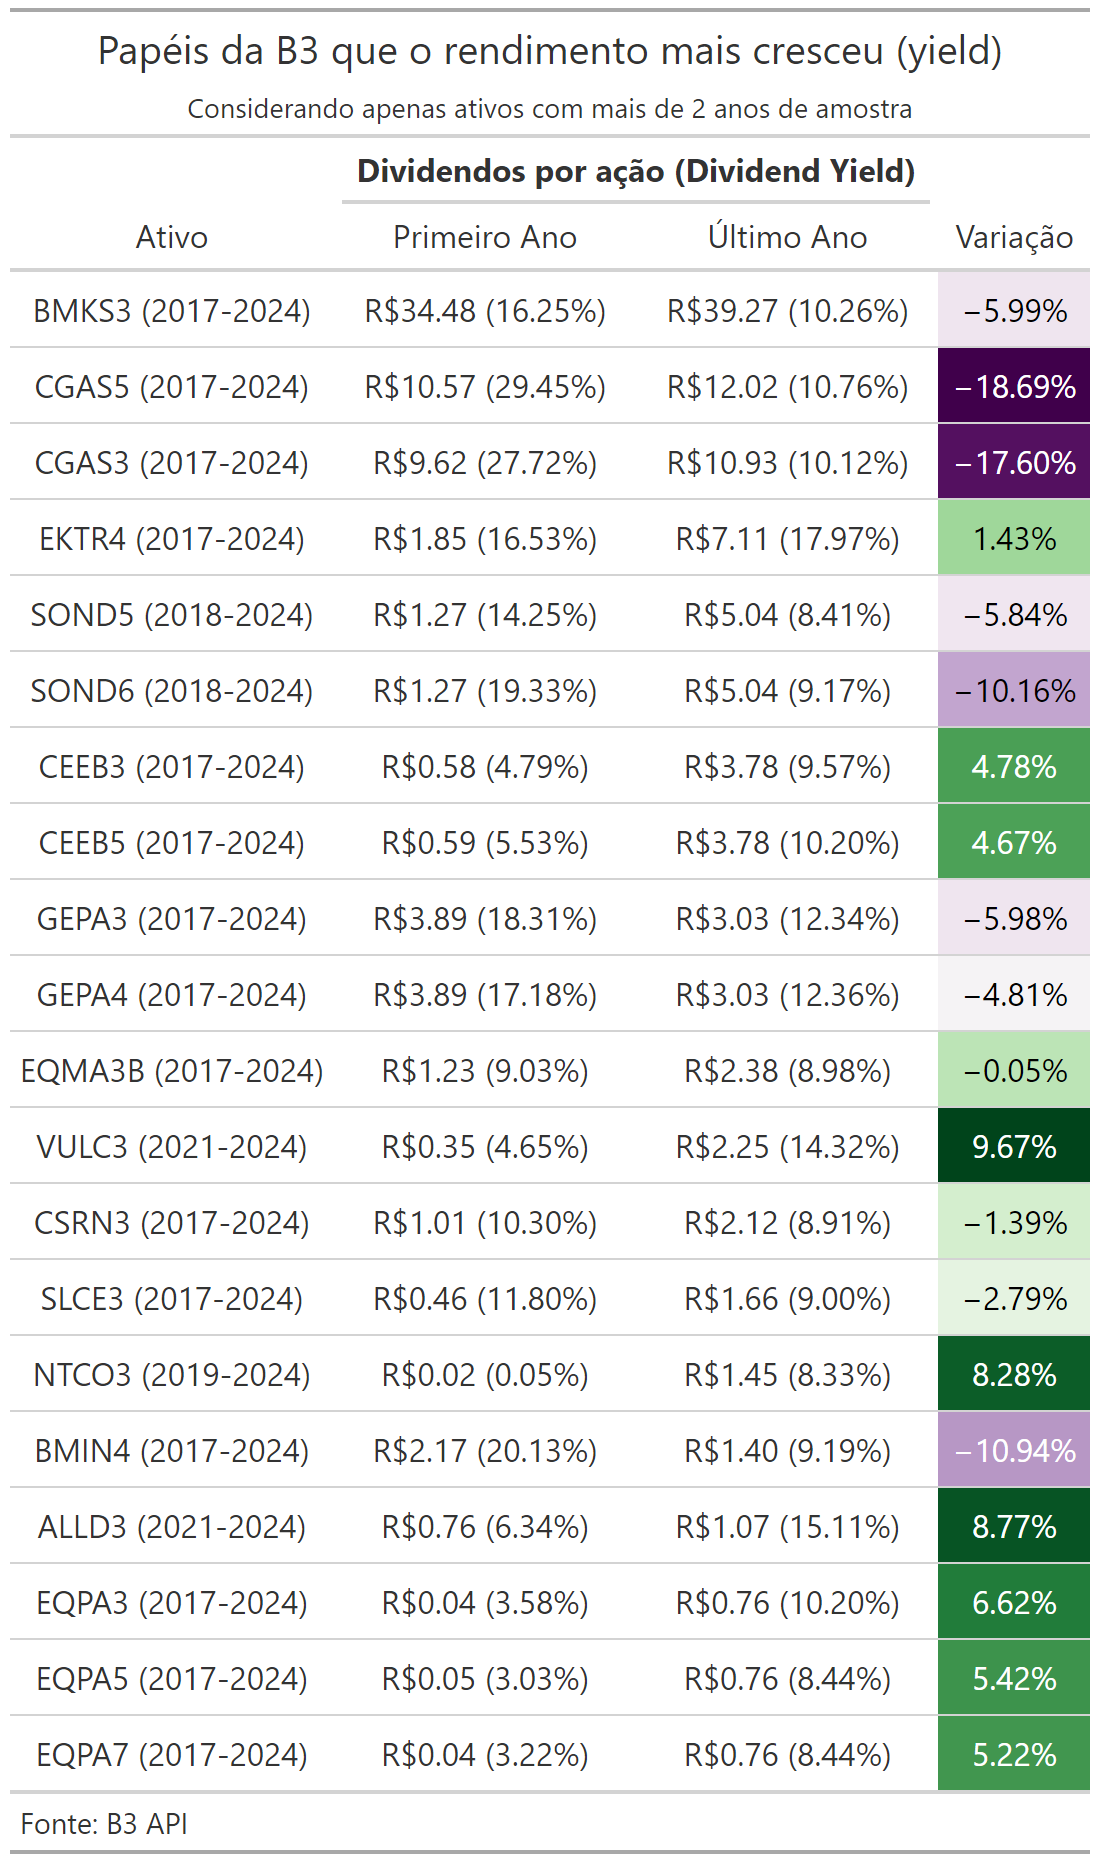 Papéis da B3 que o rendimento mais cresceu (yield)
Considerando apenas ativos com mais de 2 anos de amostra
Dividendos por ação (Dividend Yield)
Ativo Primeiro Ano Último Ano Variação
BMKS3 (2017-2024) R$34.48 (16.25%) R$39.27 (10.26%) −5.99%
CGAS5 (2017-2024) R$10.57 (29.45%) R$12.02 (10.76%) −18.69%
CGAS3 (2017-2024) R$9.62 (27.72%) R$10.93 (10.12%) −17.60%
EKTR4 (2017-2024) R$1.85 (16.53%) R$7.11 (17.97%) 1.43%
SOND5 (2018-2024) R$1.27 (14.25%) R$5.04 (8.41%) −5.84%
SOND6 (2018-2024) R$1.27 (19.33%) R$5.04 (9.17%) −10.16%
CEEB3 (2017-2024) R$0.58 (4.79%) R$3.78 (9.57%) 4.78%
CEEB5 (2017-2024) R$0.59 (5.53%) R$3.78 (10.20%) 4.67%
GEPA3 (2017-2024) R$3.89 (18.31%) R$3.03 (12.34%) −5.98%
GEPA4 (2017-2024) R$3.89 (17.18%) R$3.03 (12.36%) −4.81%
EQMA3B (2017-2024) R$1.23 (9.03%) R$2.38 (8.98%) −0.05%
VULC3 (2021-2024) R$0.35 (4.65%) R$2.25 (14.32%) 9.67%
CSRN3 (2017-2024) R$1.01 (10.30%) R$2.12 (8.91%) −1.39%
SLCE3 (2017-2024) R$0.46 (11.80%) R$1.66 (9.00%) −2.79%
NTCO3 (2019-2024) R$0.02 (0.05%) R$1.45 (8.33%) 8.28%
BMIN4 (2017-2024) R$2.17 (20.13%) R$1.40 (9.19%) −10.94%
ALLD3 (2021-2024) R$0.76 (6.34%) R$1.07 (15.11%) 8.77%
EQPA3 (2017-2024) R$0.04 (3.58%) R$0.76 (10.20%) 6.62%
EQPA5 (2017-2024) R$0.05 (3.03%) R$0.76 (8.44%) 5.42%
EQPA7 (2017-2024) R$0.04 (3.22%) R$0.76 (8.44%) 5.22%
Fonte: B3 API